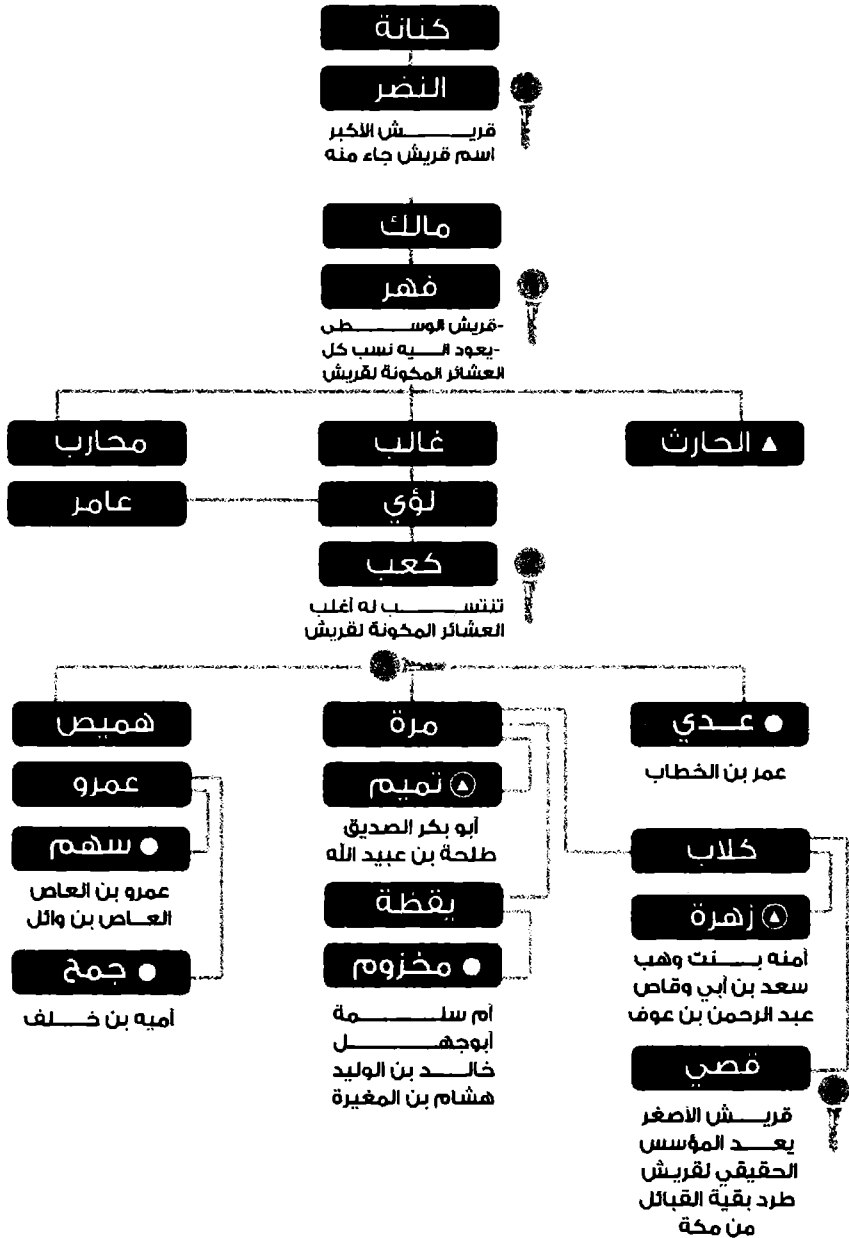 كنانة
النضر
قريش الأكبر
اسم قريش جاء منه
مالك
فهر
-قريش الوسطى
-يعود اليه نسب كل
العشائر المكونة لقريش
▲ الحارث
غالب
محارب
لؤي
عامر
كعب
تنتسب له أغلب
العشائر المكونة لقريش
● عدي
عمر بن الخطاب
مرة
هميص
▲ تميم
أبو بكر الصديق
طلحة بن عبيد الله
عمرو
● سهم
عمرو بن العاص
العاص بن وائل
كلاب
▲ زهرة
آمنه بنت وهب
سعد بن أبي وقاص
عبد الرحمن بن عوف
يقظة
● مخزوم
أم سلمة
أبوجهل
خالد بن الوليد
هشام بن المغيرة
● جمح
أميه بن خلف
قصي
قريش الأصغر
يعد المؤسس
الحقيقي لقريش
طرد بقية القبائل
من مكة